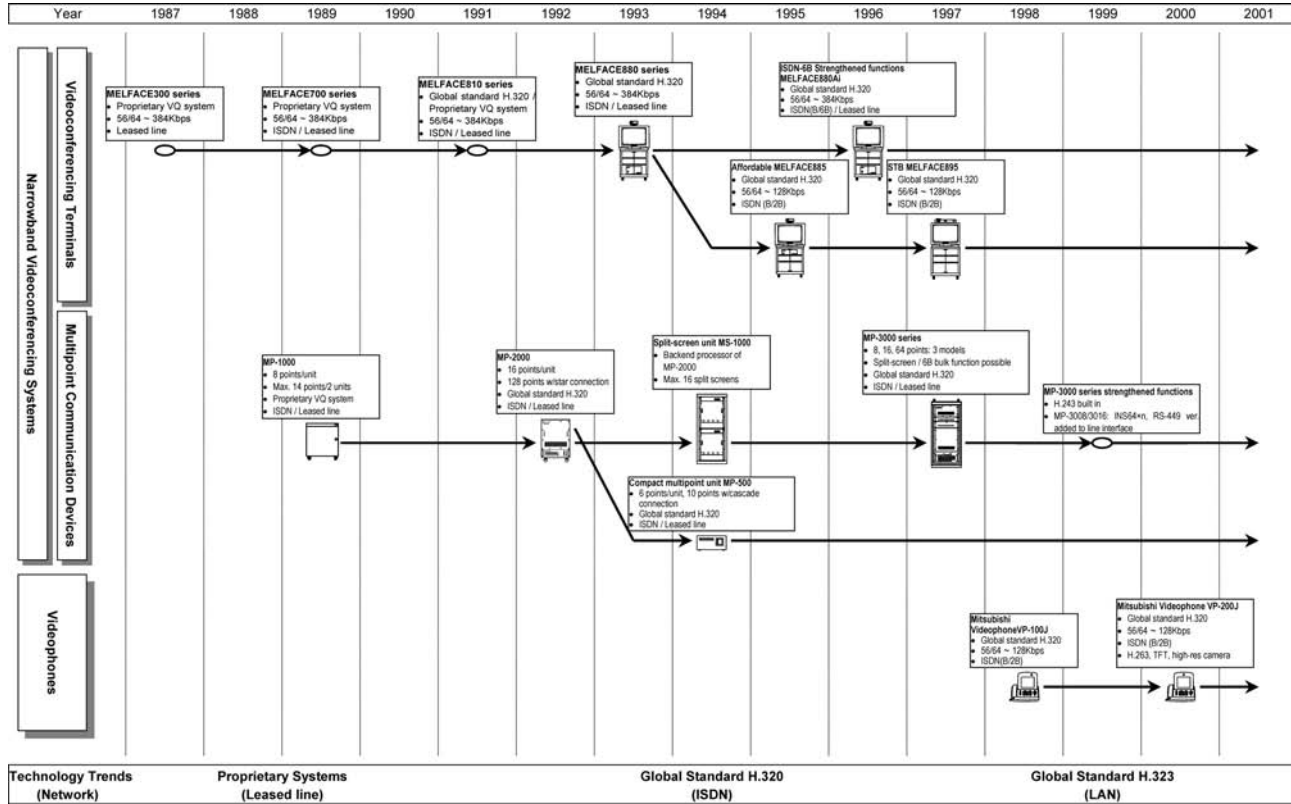 Year 1987 1988 1989 1990 1991 1992 1993 1994 1995 1996 1997 1998 1999 2000 2001
Narrowband Videoconferencing Systems
Videoconferencing Terminals
MELFACE300 series
• Proprietary VQ system
• 56/64 ~ 384Kbps
• Leased line
MELFACE700 series
• Proprietary VQ system
• 56/64 ~ 384Kbps
• ISDN / Leased line
MELFACE810 series
• Global standard H.320 /
Proprietary VQ system
• 56/64 ~ 384Kbps
• ISDN / Leased line
MELFACE880 series
• Global standard H.320
• 56/64 ~ 384Kbps
• ISDN / Leased line
ISDN-6B Strengthened functions
MELFACE880Ai
• Global standard H.320
• 56/64 ~ 384Kbps
• ISDN(B/6B) / Leased line
Affordable MELFACE885
• Global standard H.320
• 56/64 ~ 128Kbps
• ISDN (B/2B)
STB MELFACE895
• Global standard H.320
• 56/64 ~ 128Kbps
• ISDN (B/2B)
Multipoint Communication Devices
MP-1000
• 8 points/unit
• Max. 14 points/2 units
• Proprietary VQ system
• ISDN / Leased line
MP-2000
• 16 points/unit
• 128 points w/star connection
• Global standard H.320
• ISDN / Leased line
Split-screen unit MS-1000
• Backend processor of
MP-2000
• Max. 16 split screens
MP-3000 series
• 8, 16, 64 points: 3 models
• Split-screen / 6B bulk function possible
• Global standard H.320
• ISDN / Leased line
MP-3000 series strengthened functions
• H.243 built in
• MP-3008/3016: INS64×n, RS-449 ver.
added to line interface
Compact multipoint unit MP-500
• 6 points/unit, 10 points w/cascade
connection
• Global standard H.320
• ISDN / Leased line
Videophones
Mitsubishi
VideophoneVP-100J
• Global standard H.320
• 56/64 ~ 128Kbps
• ISDN(B/2B)
Mitsubishi Videophone VP-200J
• Global standard H.320
• 56/64 ~ 128Kbps
• ISDN (B/2B)
• H.263, TFT, high-res camera
Technology Trends
(Network)
Proprietary Systems
(Leased line)
Global Standard H.320
(ISDN)
Global Standard H.323
(LAN)